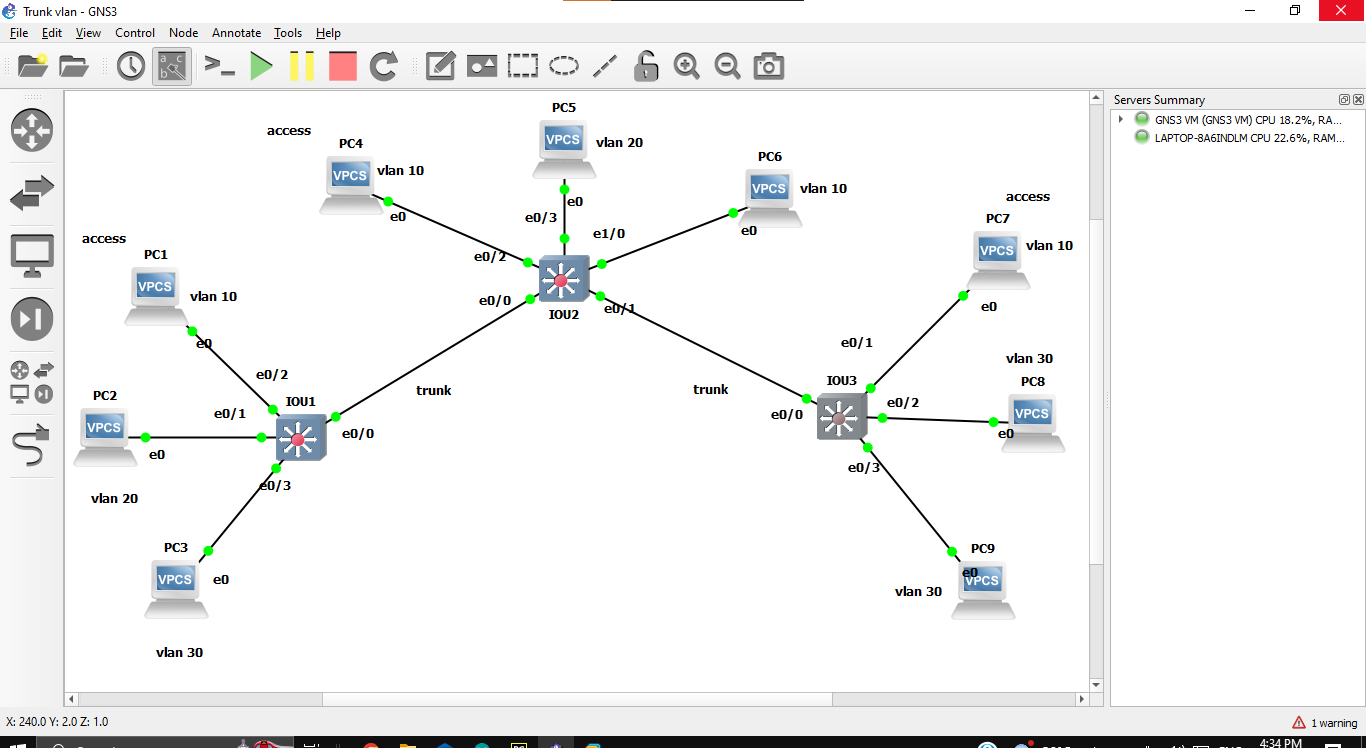 Trunk vlan - GNS3
File Edit View Control Node Annotate Tools Help
Servers Summary
GNS3 VM (GNS3 VM) CPU 18.2%, RA...
LAPTOP-8A6INDLM CPU 22.6%, RAM...
access
PC4
VPCS
vlan 10
e0
PC5
VPCS
vlan 20
e0
e0/3
PC6
VPCS
vlan 10
e0
e1/0
access
PC7
VPCS
vlan 10
e0
access
PC1
VPCS
vlan 10
e0
e0/2
e0/0
e0/1
IOU2
trunk
trunk
e0/2
e0/1
IOU1
e0/0
e0/3
PC2
VPCS
e0
vlan 20
PC3
VPCS
e0
vlan 30
e0/1
IOU3
e0/0
e0/2
e0/3
vlan 30
PC8
VPCS
e0
PC9
e0
VPCS
vlan 30
X: 240.0 Y: 2.0 Z: 1.0
1 warning
4:34 PM